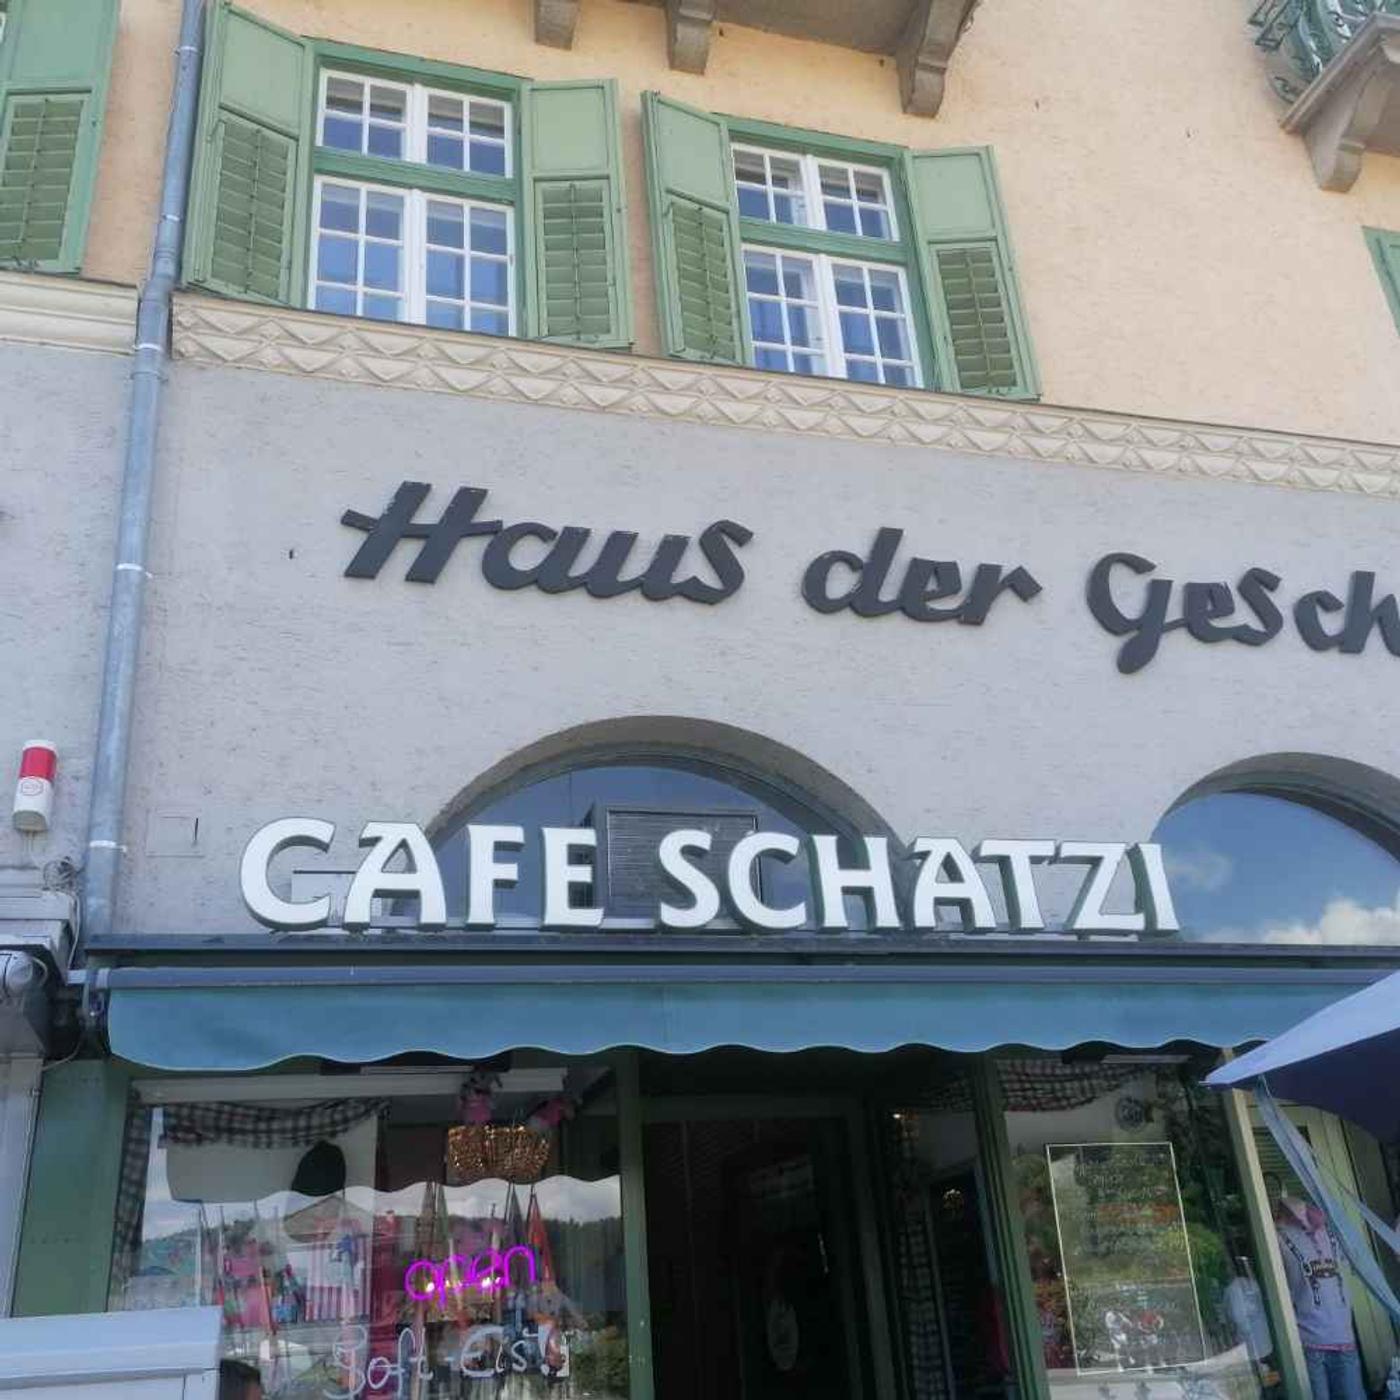 Haus der Gesch
CAFE SCHATZI
open
Soft-Eis!!